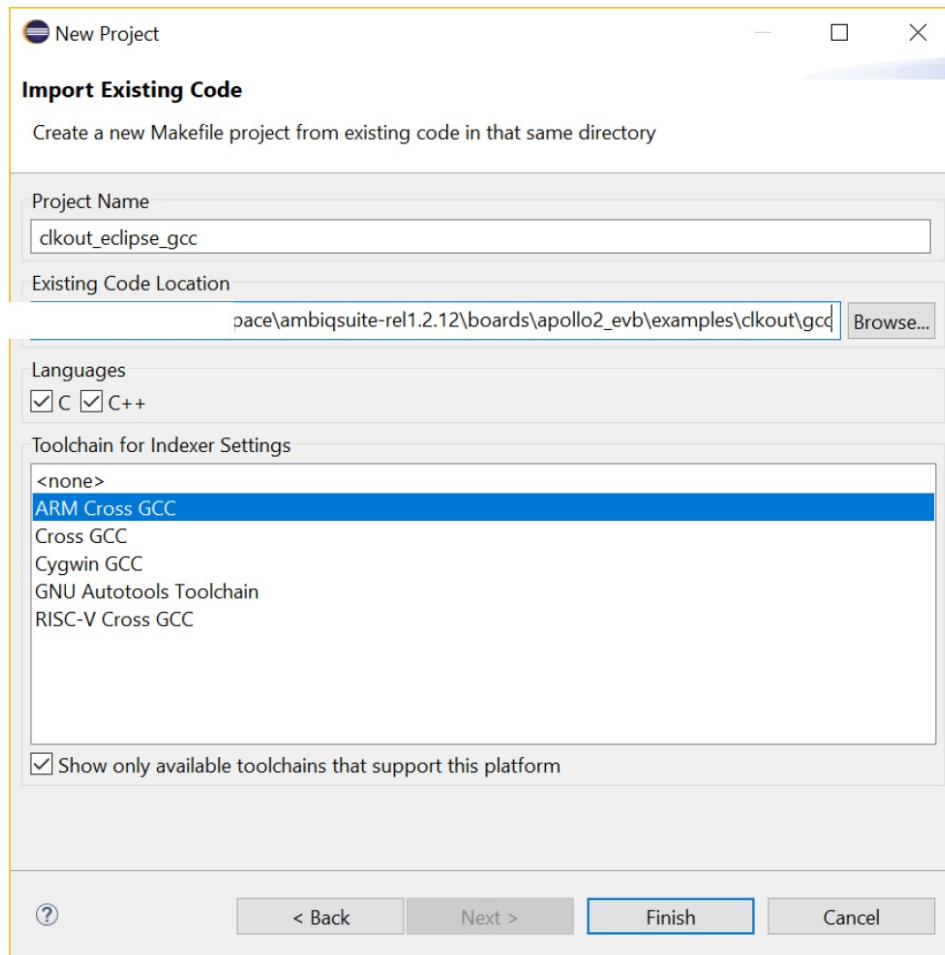 New Project
Import Existing Code
Create a new Makefile project from existing code in that same directory
Project Name
clkout_eclipse_gcc
Existing Code Location
pace\ambiqsuite-rel1.2.12\boards\apollo2_evb\examples\clkout\gcc Browse...
Languages
C C++
Toolchain for Indexer Settings
<none>
ARM Cross GCC
Cross GCC
Cygwin GCC
GNU Autotools Toolchain
RISC-V Cross GCC
Show only available toolchains that support this platform
? < Back Next > Finish Cancel